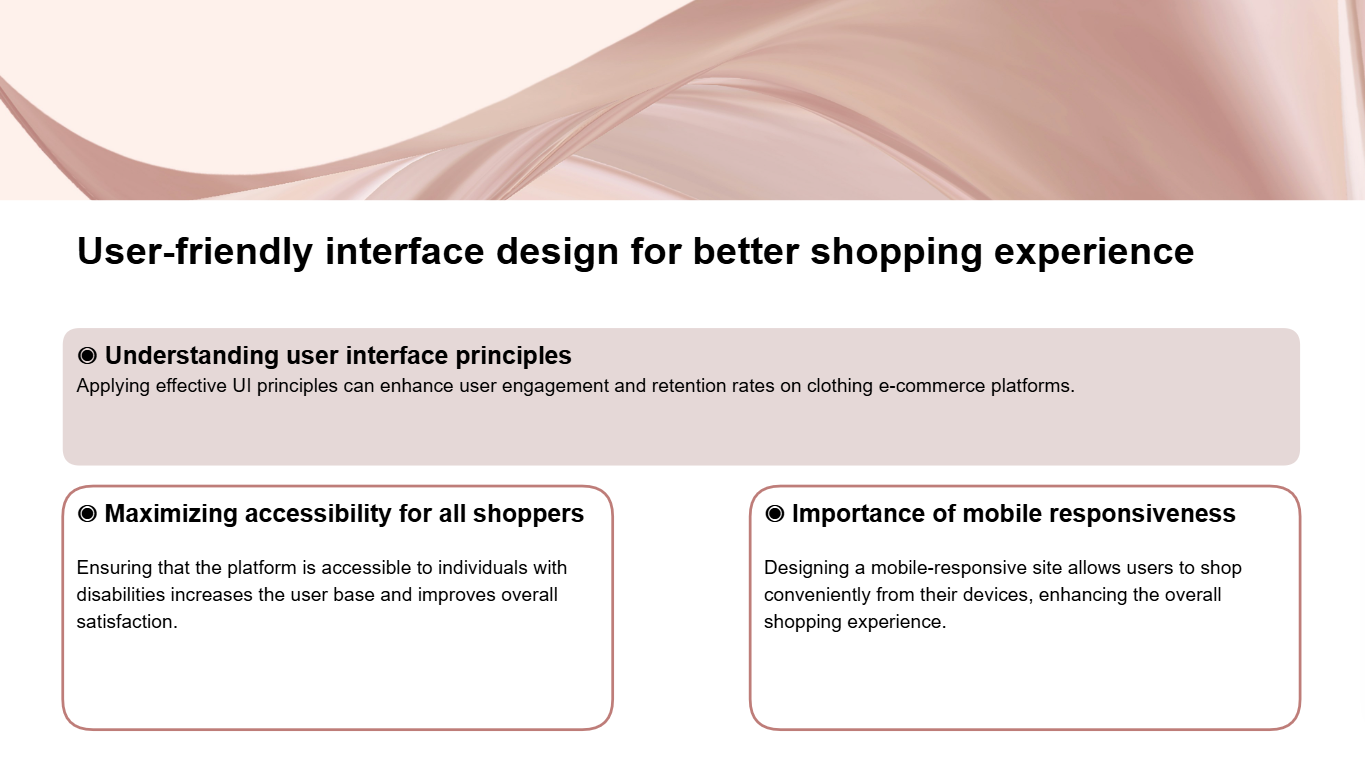 User-friendly interface design for better shopping experience
◉ Understanding user interface principles
Applying effective UI principles can enhance user engagement and retention rates on clothing e-commerce platforms.
◉ Maximizing accessibility for all shoppers
Ensuring that the platform is accessible to individuals with
disabilities increases the user base and improves overall
satisfaction.
◉ Importance of mobile responsiveness
Designing a mobile-responsive site allows users to shop
conveniently from their devices, enhancing the overall
shopping experience.